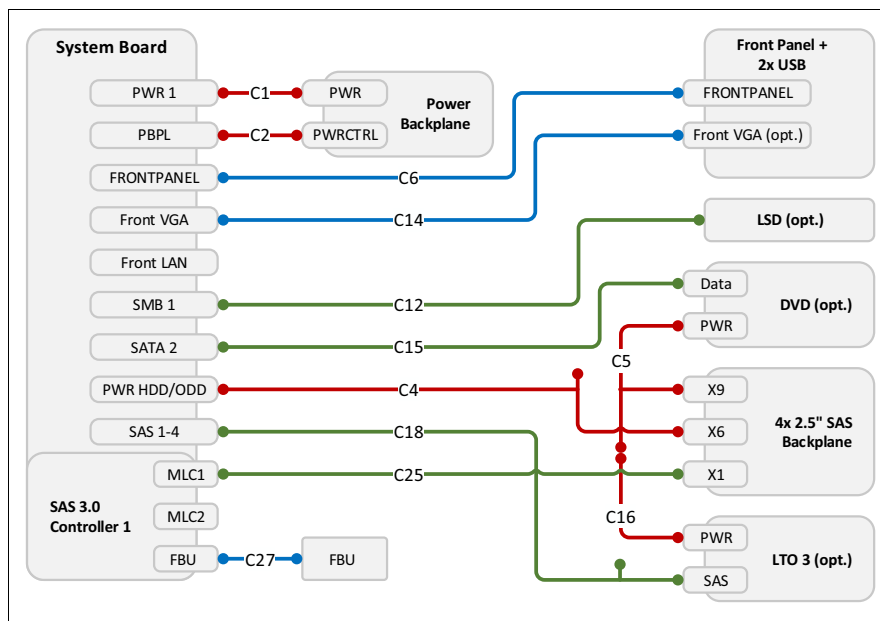 System Board
PWR 1
PBPL
FRONTPANEL
Front VGA
Front LAN
SMB 1
SATA 2
PWR HDD/ODD
SAS 1-4
SAS 3.0
Controller 1
MLC1
MLC2
FBU
C1
C2
PWR
PWRCTRL
Power
Backplane
C6
C14
C12
C15
C4
C18
C25
C27
FBU
C5
C16
Front Panel +
2x USB
FRONTPANEL
Front VGA (opt.)
LSD (opt.)
Data
PWR
DVD (opt.)
X9
X6
X1
4x 2.5" SAS
Backplane
PWR
SAS
LTO 3 (opt.)